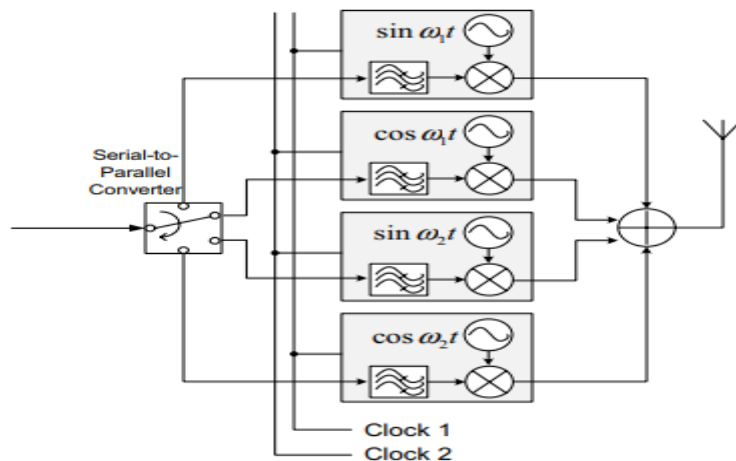 sin ω₁t
cos ω₁t
Serial-to-
Parallel
Converter
sin ω₂t
cos ω₂t
Clock 1
Clock 2